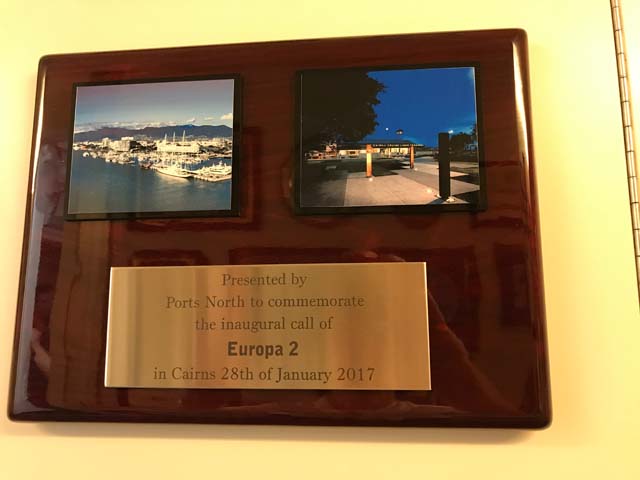 Presented by
Ports North to commemorate
the inaugural call of
Europa 2
in Cairns 28th of January 2017